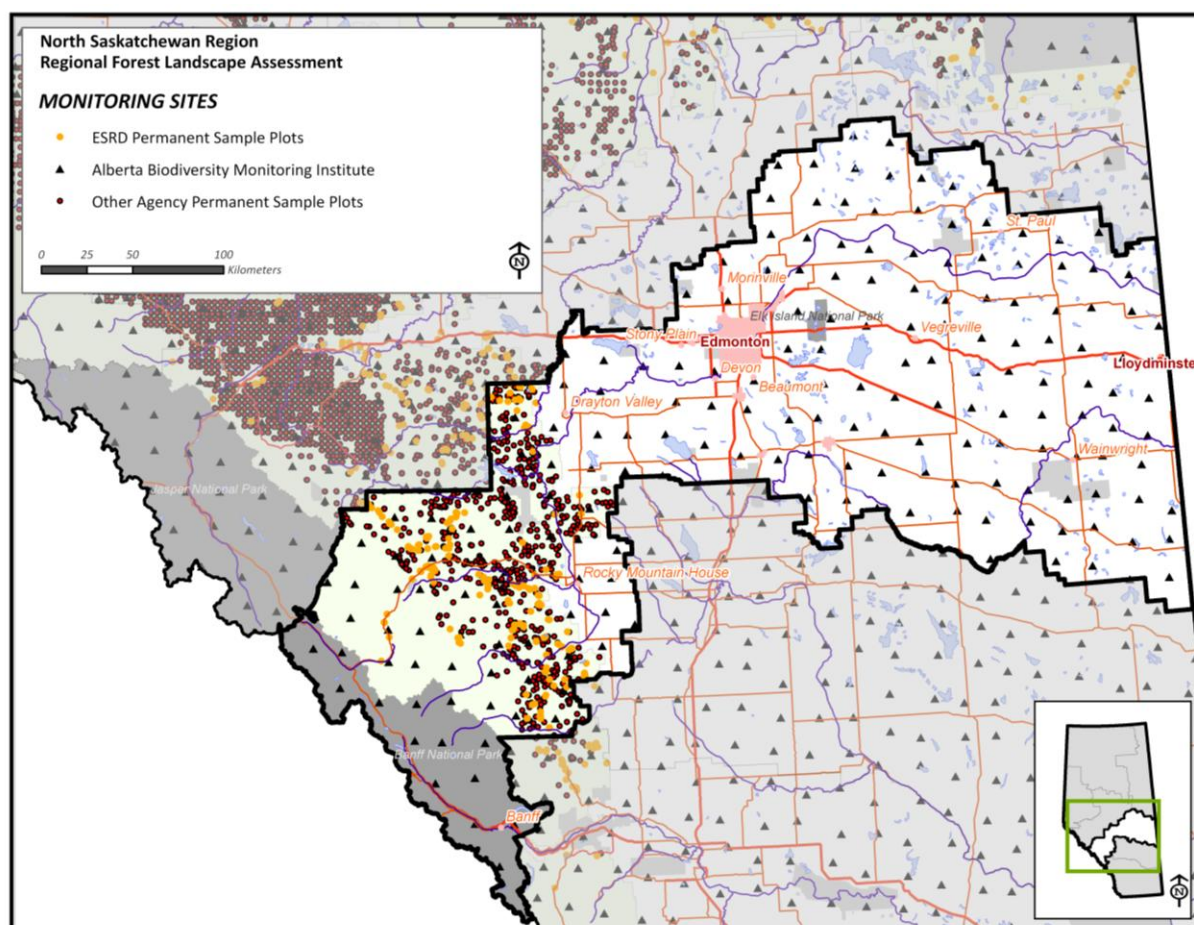 North Saskatchewan Region
Regional Forest Landscape Assessment
MONITORING SITES
ESRD Permanent Sample Plots
Alberta Biodiversity Monitoring Institute
Other Agency Permanent Sample Plots
0 25 50 100
Kilometers
N
St. Paul
Morinville
Elk Island National Park
Stony Plain
Vegreville
Edmonton
Lloydminste
Devon
Beaumont
Drayton Valley
Wainwright
Jasper National Park
Rocky Mountain House
Banff National Park
Banff
N